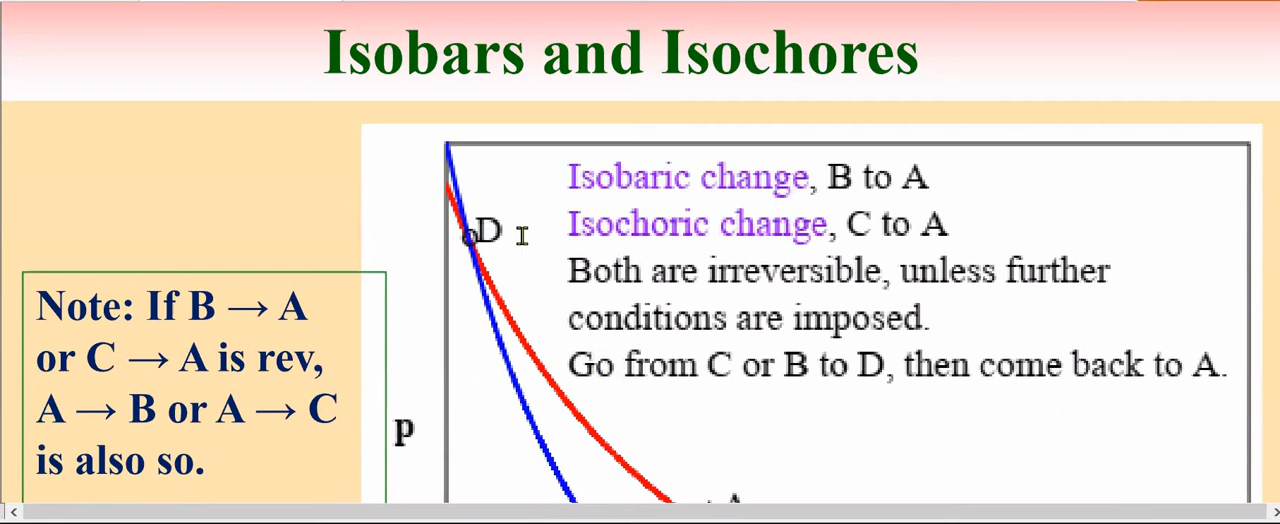 Isobars and Isochores
Isobaric change, B to A
Isochoric change, C to A
D
Both are irreversible, unless further
conditions are imposed.
Go from C or B to D, then come back to A.
Note: If B → A
or C → A is rev,
A → B or A → C
is also so.
p